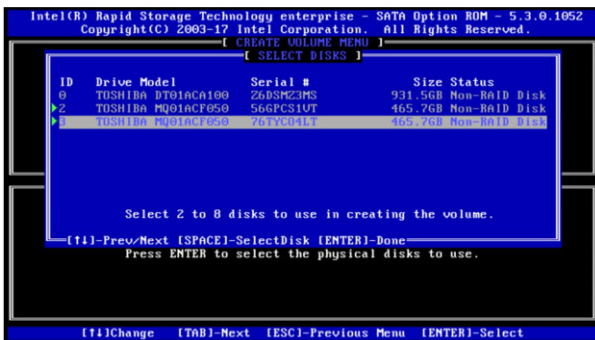 Intel(R) Rapid Storage Technology enterprise - SATA Option ROM - 5.3.0.1052
Copyright(C) 2003-17 Intel Corporation. All Rights Reserved.
[ CREATE VOLUME MENU ]
[ SELECT DISKS ]
ID Drive Model Serial # Size Status
0 TOSHIBA DT01ACA100 Z6DSMZ3MS 931.5GB Non-RAID Disk
2 TOSHIBA MQ01ACF050 56GPCS1VT 465.7GB Non-RAID Disk
3 TOSHIBA MQ01ACF050 76TYCO4LT 465.7GB Non-RAID Disk
Select 2 to 8 disks to use in creating the volume.
[↑↓]-Prev/Next [SPACE]-SelectDisk [ENTER]-Done
Press ENTER to select the physical disks to use.
[↑↓]Change [TAB]-Next [ESC]-Previous Menu [ENTER]-Select